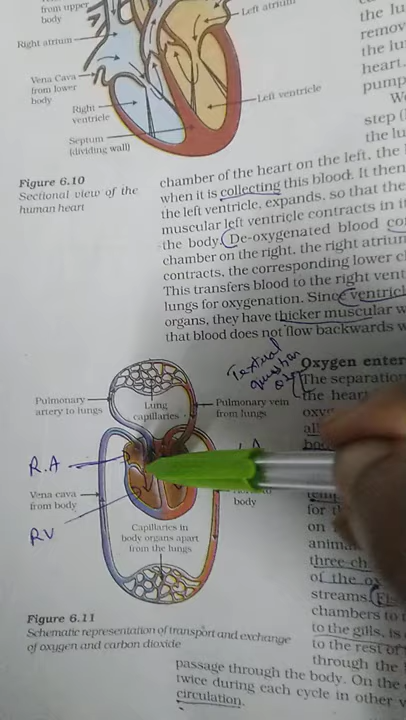 from upper
body
Left atrium
Right atrium
Vena Cava
from lower
body
Right
ventricle
Left ventricle
Septum
(dividing wall)
Figure 6.10
Sectional view of the
human heart
the lu
remov
the lu
heart.
pump
We
step (
the lu
chamber of the heart on the left, the
when it is collecting this blood. It then
the left ventricle, expands, so that the
muscular left ventricle contracts in it
the body. De-oxygenated blood co
chamber on the right, the right atrium
contracts, the corresponding lower c
This transfers blood to the right vent
lungs for oxygenation. Since ventricl
organs, they have thicker muscular w
that blood does not flow backwards w
Textual
question
Oxygen enter
The separation
the hear
oxy
all
Pulmonary
artery to lungs
Lung
capillaries
Pulmonary vein
from lungs
R.A
Vena cava
from body
body
RV
Capillaries in
body organs apart
from the lungs
for
on
anima
three ch
of the ox
streams.
chambers to
to the gills, is
to the rest of
through the
Figure 6.11
Schematic representation of transport and exchange
of oxygen and carbon dioxide
passage through the body. On the
twice during each cycle in other v
circulation.